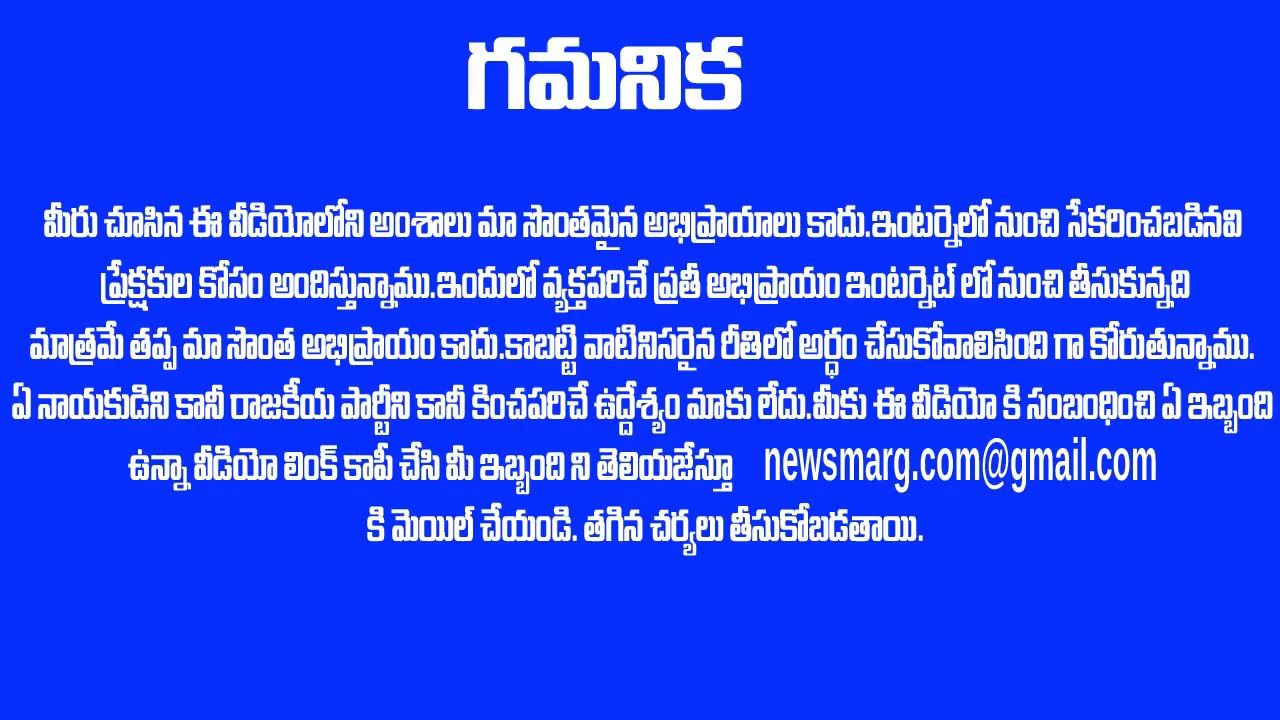 గమనిక
మీరు చూసిన ఈ వీడియోలోని అంశాలు మా సొంతమైన అభిప్రాయాలు కాదు.ఇంటర్నెలో నుంచి సేకరించబడినవి
ప్రేక్షకుల కోసం అందిస్తున్నాము.ఇందులో వ్యక్తపరిచే ప్రతీ అభిప్రాయం ఇంటర్నెట్ లో నుంచి తీసుకున్నది
మాత్రమే తప్ప మా సొంత అభిప్రాయం కాదు.కాబట్టి వాటినిసరైన రీతిలో అర్ధం చేసుకోవాలిసింది గా కోరుతున్నాము.
ఏ నాయకుడిని కానీ రాజకీయ పార్టీని కానీ కించపరిచే ఉద్దేశ్యం మాకు లేదు.మీకు ఈ వీడియో కి సంబంధించి ఏ ఇబ్బంది
ఉన్నా వీడియో లింక్ కాపీ చేసి మీ ఇబ్బంది ని తెలియజేస్తూ newsmarg.com@gmail.com
కి మెయిల్ చేయండి. తగిన చర్యలు తీసుకోబడతాయి.